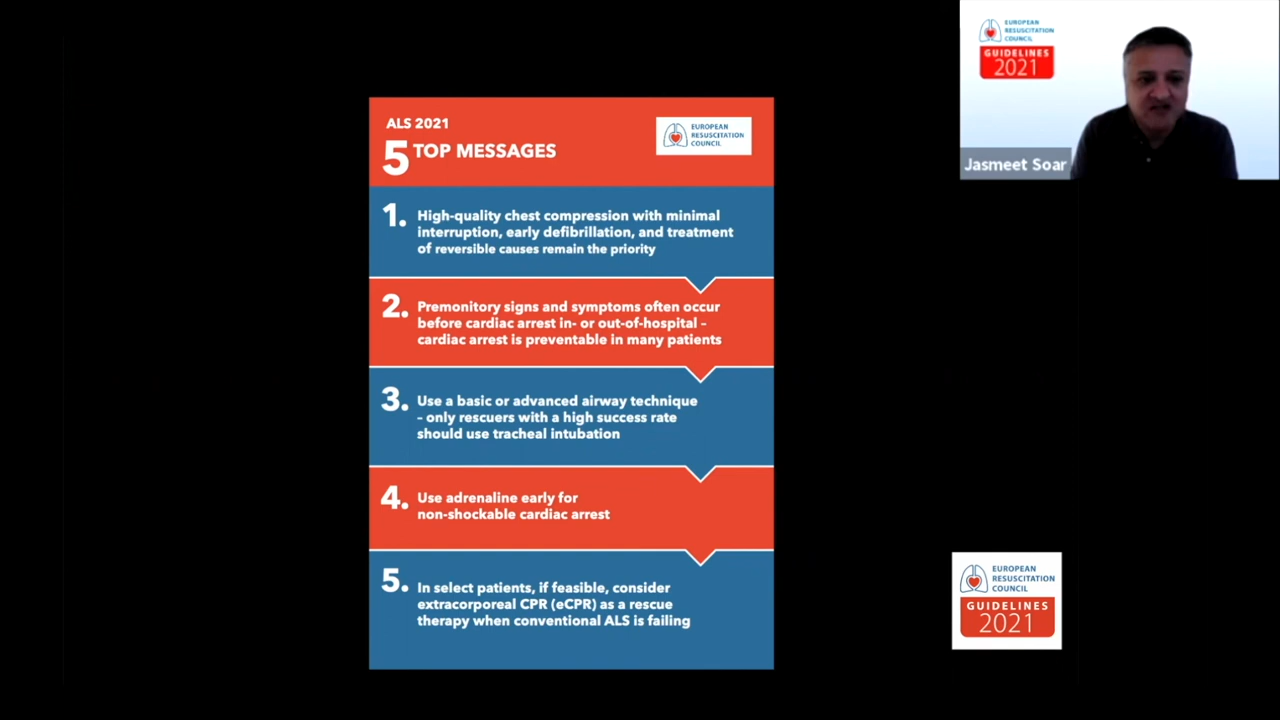 ALS 2021
5 TOP MESSAGES
EUROPEAN
RESUSCITATION
COUNCIL
1. High-quality chest compression with minimal
interruption, early defibrillation, and treatment
of reversible causes remain the priority
2. Premonitory signs and symptoms often occur
before cardiac arrest in- or out-of-hospital –
cardiac arrest is preventable in many patients
3. Use a basic or advanced airway technique
– only rescuers with a high success rate
should use tracheal intubation
4. Use adrenaline early for
non-shockable cardiac arrest
5. In select patients, if feasible, consider
extracorporeal CPR (eCPR) as a rescue
therapy when conventional ALS is failing
EUROPEAN
RESUSCITATION
COUNCIL
GUIDELINES
2021
Jasmeet Soar
EUROPEAN
RESUSCITATION
COUNCIL
GUIDELINES
2021